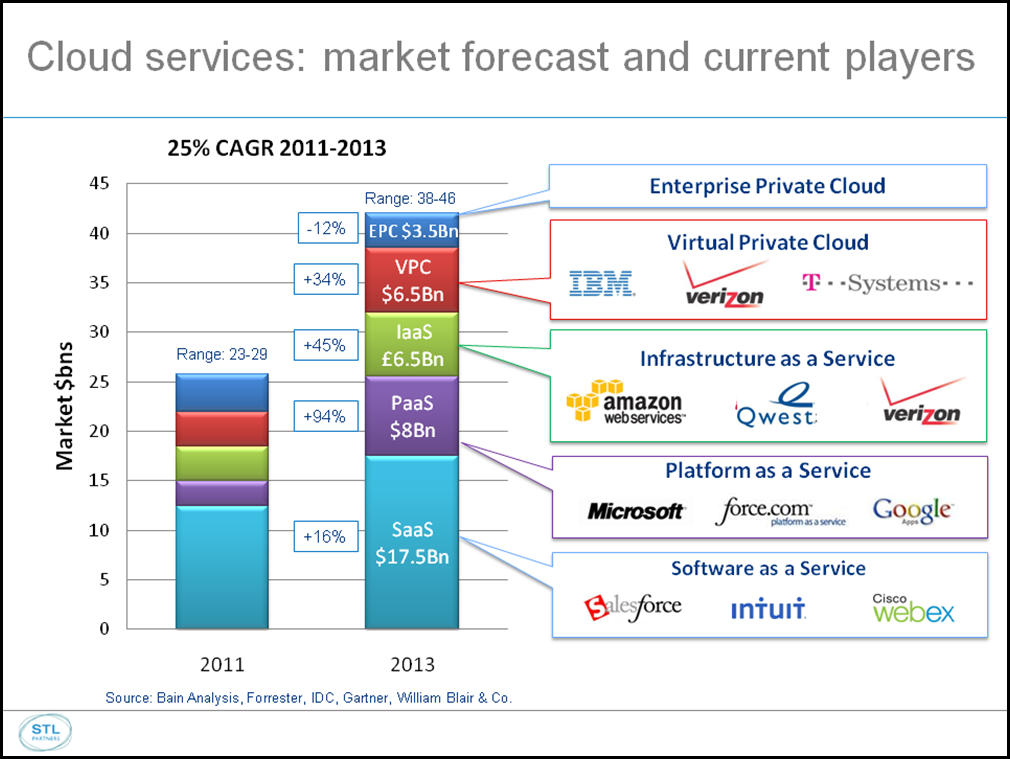 Cloud services: market forecast and current players
25% CAGR 2011-2013
Market $bns
45
40
35
30
25
20
15
10
5
0
Range: 23-29
Range: 38-46
-12%
+34%
+45%
+94%
+16%
EPC $3.5Bn
VPC
$6.5Bn
IaaS
£6.5Bn
PaaS
$8Bn
SaaS
$17.5Bn
2011
2013
Enterprise Private Cloud
Virtual Private Cloud
IBM
verizon
T··Systems···
Infrastructure as a Service
amazon
webservices™
Qwest
verizon
Platform as a Service
Microsoft
force.com™
platform as a service
Google™
Apps
Software as a Service
salesforce
intuit
Cisco
webex
Source: Bain Analysis, Forrester, IDC, Gartner, William Blair & Co.
STL
PARTNERS